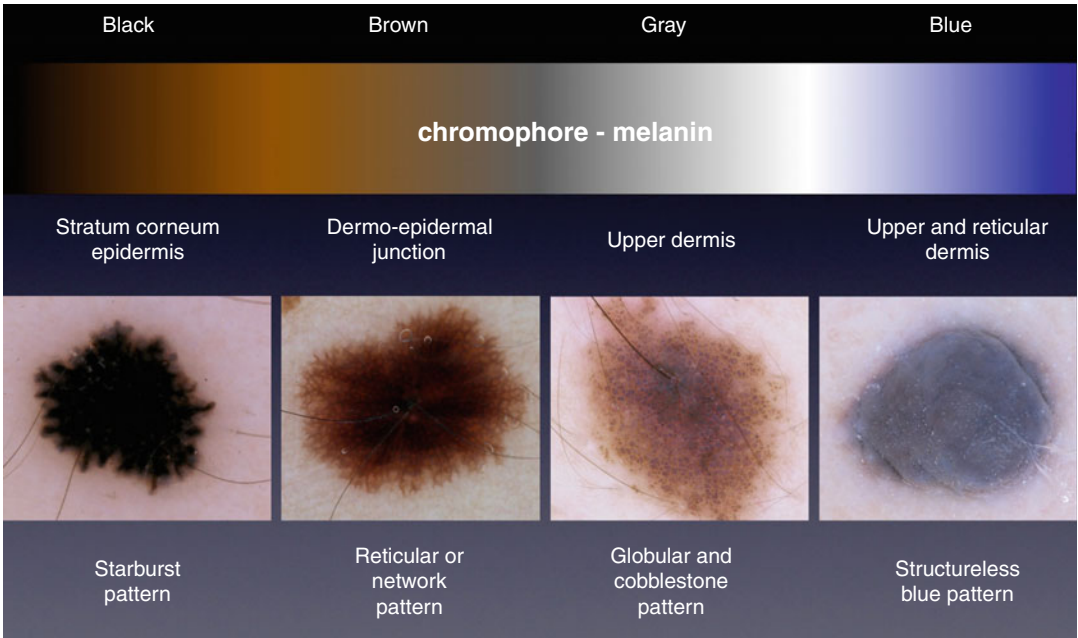 Black
Brown
Gray
Blue
chromophore - melanin
Stratum corneum
epidermis
Dermo-epidermal
junction
Upper dermis
Upper and reticular
dermis
Starburst
pattern
Reticular or
network
pattern
Globular and
cobblestone
pattern
Structureless
blue pattern